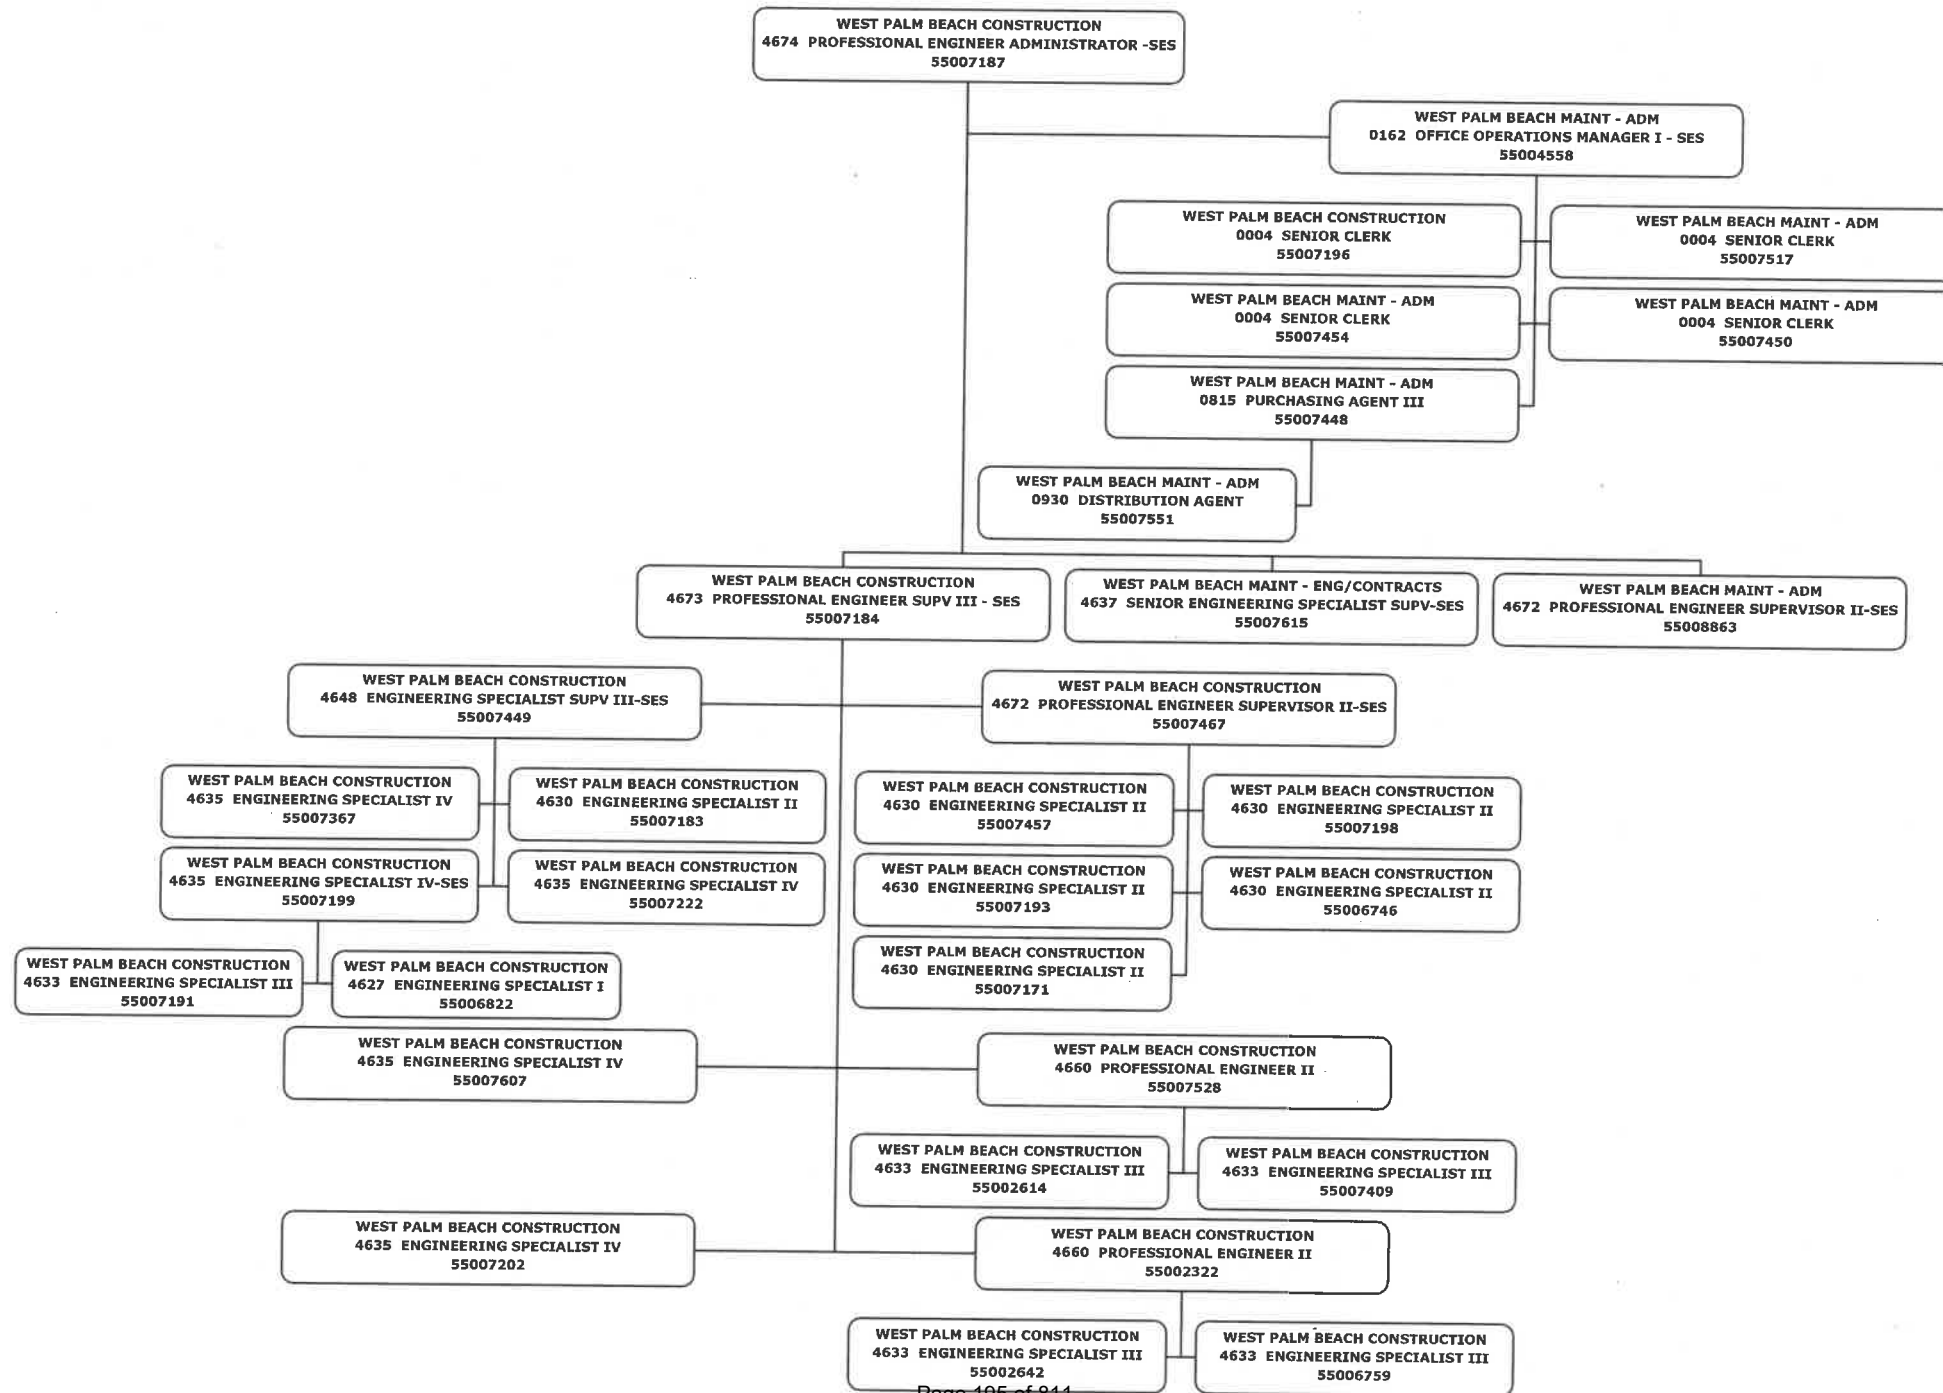 WEST PALM BEACH CONSTRUCTION
4674 PROFESSIONAL ENGINEER ADMINISTRATOR -SES
55007187
WEST PALM BEACH MAINT - ADM
0162 OFFICE OPERATIONS MANAGER I - SES
55004558
WEST PALM BEACH CONSTRUCTION
0004 SENIOR CLERK
55007196
WEST PALM BEACH MAINT - ADM
0004 SENIOR CLERK
55007517
WEST PALM BEACH MAINT - ADM
0004 SENIOR CLERK
55007454
WEST PALM BEACH MAINT - ADM
0004 SENIOR CLERK
55007450
WEST PALM BEACH MAINT - ADM
0815 PURCHASING AGENT III
55007448
WEST PALM BEACH MAINT - ADM
0930 DISTRIBUTION AGENT
55007551
WEST PALM BEACH CONSTRUCTION
4673 PROFESSIONAL ENGINEER SUPV III - SES
55007184
WEST PALM BEACH MAINT - ENG/CONTRACTS
4637 SENIOR ENGINEERING SPECIALIST SUPV-SES
55007615
WEST PALM BEACH MAINT - ADM
4672 PROFESSIONAL ENGINEER SUPERVISOR II-SES
55008863
WEST PALM BEACH CONSTRUCTION
4648 ENGINEERING SPECIALIST SUPV III-SES
55007449
WEST PALM BEACH CONSTRUCTION
4672 PROFESSIONAL ENGINEER SUPERVISOR II-SES
55007467
WEST PALM BEACH CONSTRUCTION
4635 ENGINEERING SPECIALIST IV
55007367
WEST PALM BEACH CONSTRUCTION
4630 ENGINEERING SPECIALIST II
55007183
WEST PALM BEACH CONSTRUCTION
4630 ENGINEERING SPECIALIST II
55007457
WEST PALM BEACH CONSTRUCTION
4630 ENGINEERING SPECIALIST II
55007198
WEST PALM BEACH CONSTRUCTION
4635 ENGINEERING SPECIALIST IV-SES
55007199
WEST PALM BEACH CONSTRUCTION
4635 ENGINEERING SPECIALIST IV
55007222
WEST PALM BEACH CONSTRUCTION
4630 ENGINEERING SPECIALIST II
55007193
WEST PALM BEACH CONSTRUCTION
4630 ENGINEERING SPECIALIST II
55006746
WEST PALM BEACH CONSTRUCTION
4633 ENGINEERING SPECIALIST III
55007191
WEST PALM BEACH CONSTRUCTION
4627 ENGINEERING SPECIALIST I
55006822
WEST PALM BEACH CONSTRUCTION
4630 ENGINEERING SPECIALIST II
55007171
WEST PALM BEACH CONSTRUCTION
4635 ENGINEERING SPECIALIST IV
55007607
WEST PALM BEACH CONSTRUCTION
4660 PROFESSIONAL ENGINEER II
55007528
WEST PALM BEACH CONSTRUCTION
4633 ENGINEERING SPECIALIST III
55002614
WEST PALM BEACH CONSTRUCTION
4633 ENGINEERING SPECIALIST III
55007409
WEST PALM BEACH CONSTRUCTION
4635 ENGINEERING SPECIALIST IV
55007202
WEST PALM BEACH CONSTRUCTION
4660 PROFESSIONAL ENGINEER II
55002322
WEST PALM BEACH CONSTRUCTION
4633 ENGINEERING SPECIALIST III
55002642
WEST PALM BEACH CONSTRUCTION
4633 ENGINEERING SPECIALIST III
55006759
Page 195 of 811